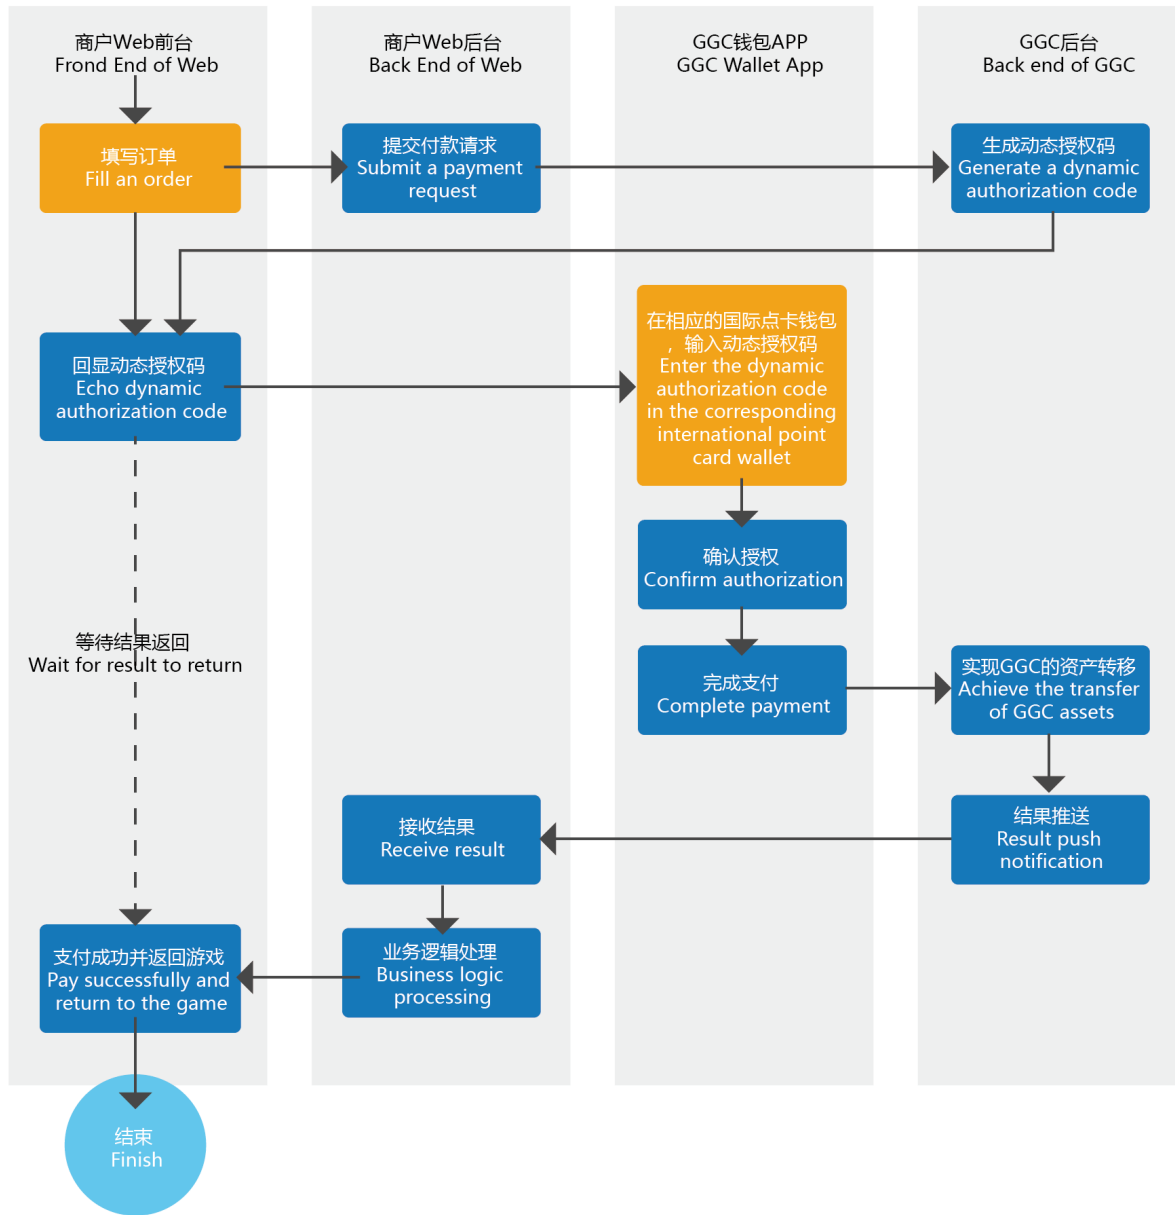 商户Web前台
Frond End of Web
商户Web后台
Back End of Web
GGC钱包APP
GGC Wallet App
GGC后台
Back end of GGC
填写订单
Fill an order
提交付款请求
Submit a payment
request
生成动态授权码
Generate a dynamic
authorization code
回显动态授权码
Echo dynamic
authorization code
在相应的国际点卡钱包
，输入动态授权码
Enter the dynamic
authorization code
in the corresponding
international point
card wallet
确认授权
Confirm authorization
等待结果返回
Wait for result to return
完成支付
Complete payment
实现GGC的资产转移
Achieve the transfer
of GGC assets
接收结果
Receive result
结果推送
Result push
notification
支付成功并返回游戏
Pay successfully and
return to the game
业务逻辑处理
Business logic
processing
结束
Finish